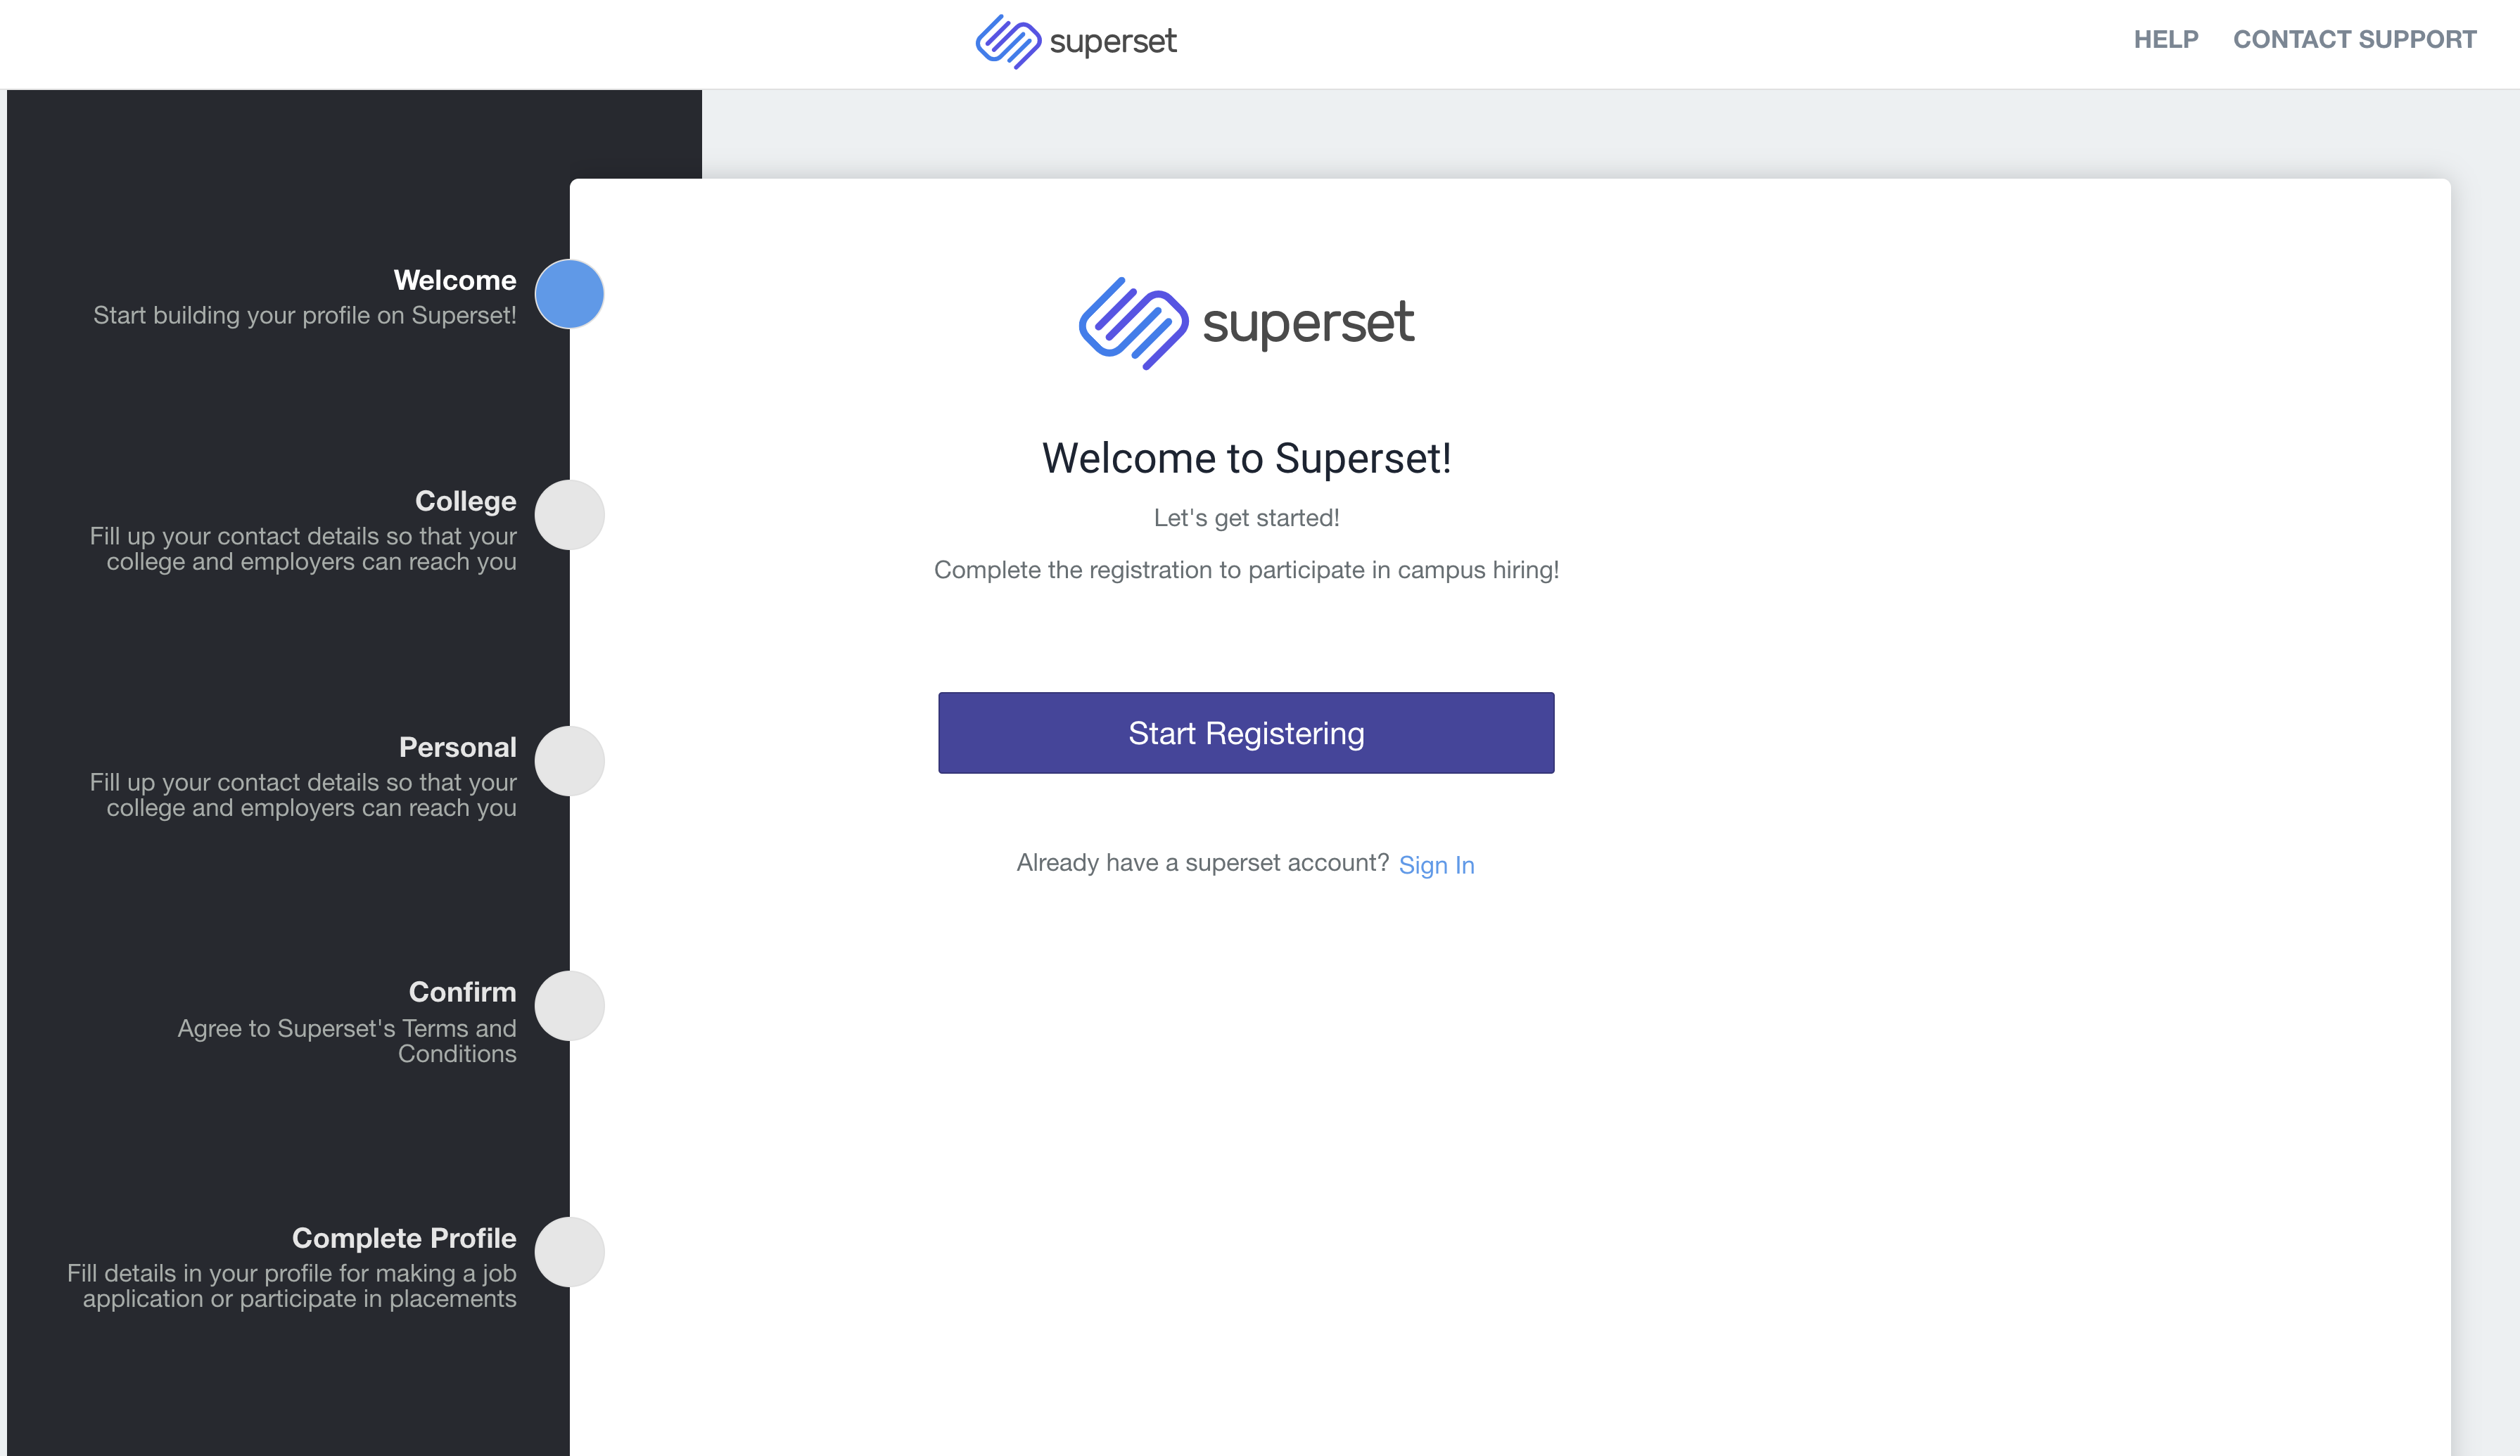 superset
HELP
CONTACT SUPPORT
Welcome
Start building your profile on Superset!
College
Fill up your contact details so that your
college and employers can reach you
Personal
Fill up your contact details so that your
college and employers can reach you
Confirm
Agree to Superset's Terms and
Conditions
Complete Profile
Fill details in your profile for making a job
application or participate in placements
superset
Welcome to Superset!
Let's get started!
Complete the registration to participate in campus hiring!
Start Registering
Already have a superset account? Sign In